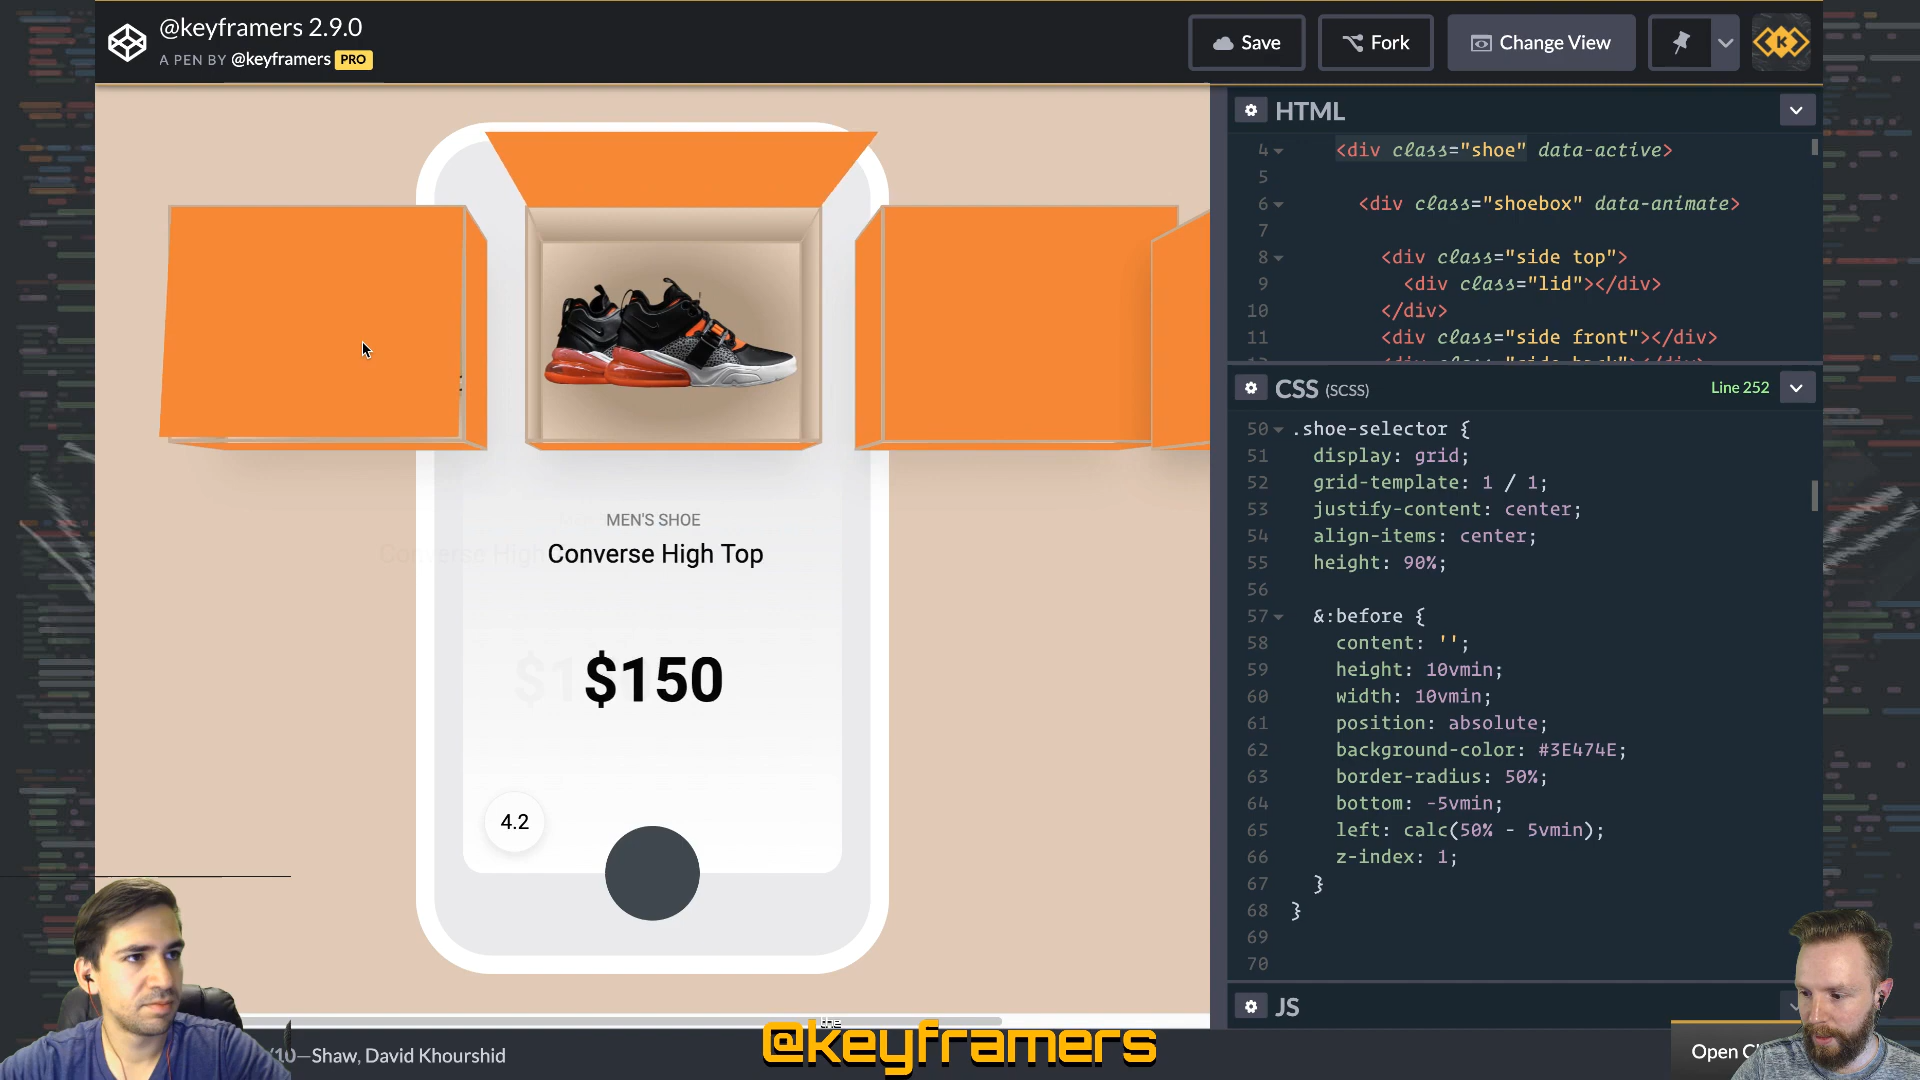 @keyframers 2.9.0
A PEN BY @keyframers PRO
Save
Fork
Change View
K
HTML
4 <div class="shoe" data-active>
5
6 <div class="shoebox" data-animate>
7
8 <div class="side top">
9 <div class="lid"></div>
10 </div>
11 <div class="side front"></div>
CSS (SCSS)
Line 252
50 .shoe-selector {
51 display: grid;
52 grid-template: 1 / 1;
53 justify-content: center;
54 align-items: center;
55 height: 90%;
56
57 &:before {
58 content: '';
59 height: 10vmin;
60 width: 10vmin;
61 position: absolute;
62 background-color: #3E474E;
63 border-radius: 50%;
64 bottom: -5vmin;
65 left: calc(50% - 5vmin);
66 z-index: 1;
67 }
68 }
69
70
JS
MEN'S SHOE
Converse High Converse High Top
$1 $150
4.2
/10—Shaw, David Khourshid
the
@keyframers
Open